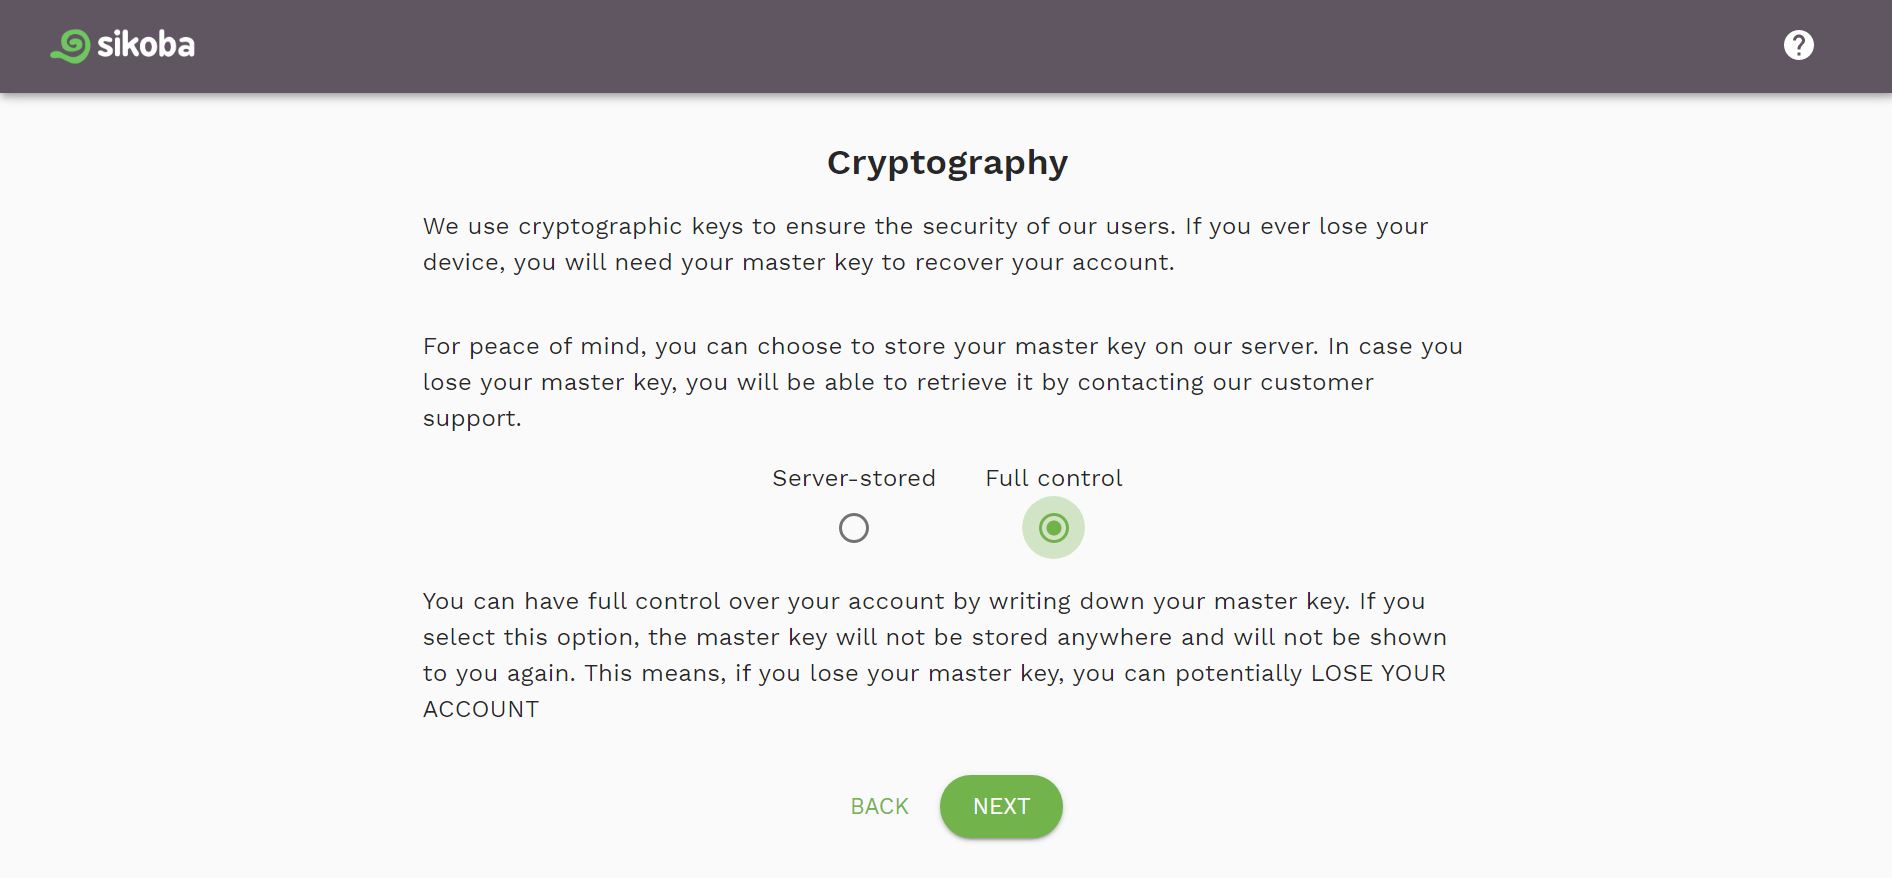 sikoba
?
Cryptography
We use cryptographic keys to ensure the security of our users. If you ever lose your
device, you will need your master key to recover your account.
For peace of mind, you can choose to store your master key on our server. In case you
lose your master key, you will be able to retrieve it by contacting our customer
support.
Server-stored Full control
You can have full control over your account by writing down your master key. If you
select this option, the master key will not be stored anywhere and will not be shown
to you again. This means, if you lose your master key, you can potentially LOSE YOUR
ACCOUNT
BACK NEXT